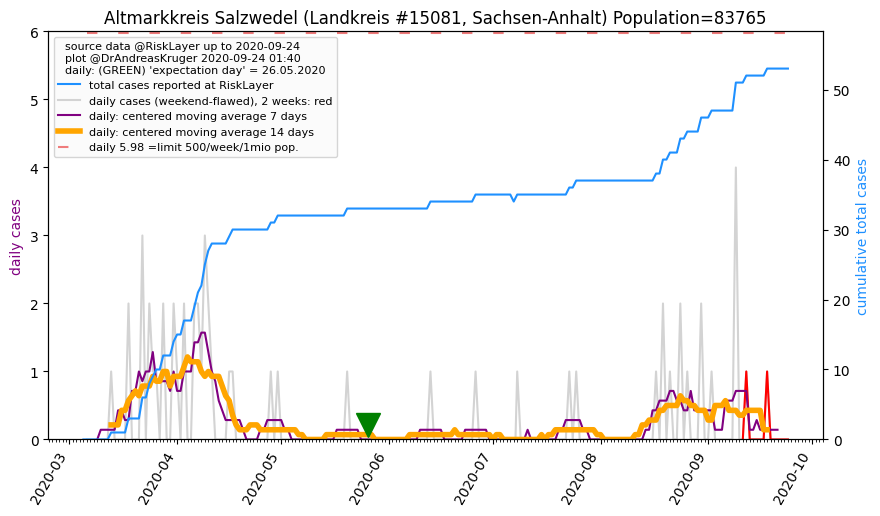 Altmarkkreis Salzwedel (Landkreis #15081, Sachsen-Anhalt) Population=83765
source data @RiskLayer up to 2020-09-24
plot @DrAndreasKruger 2020-09-24 01:40
daily: (GREEN) 'expectation day' = 26.05.2020
total cases reported at RiskLayer
daily cases (weekend-flawed), 2 weeks: red
daily: centered moving average 7 days
daily: centered moving average 14 days
daily 5.98 =limit 500/week/1mio pop.
daily cases
6
5
4
3
2
1
0
cumulative total cases
50
40
30
20
10
0
2020-03
2020-04
2020-05
2020-06
2020-07
2020-08
2020-09
2020-10